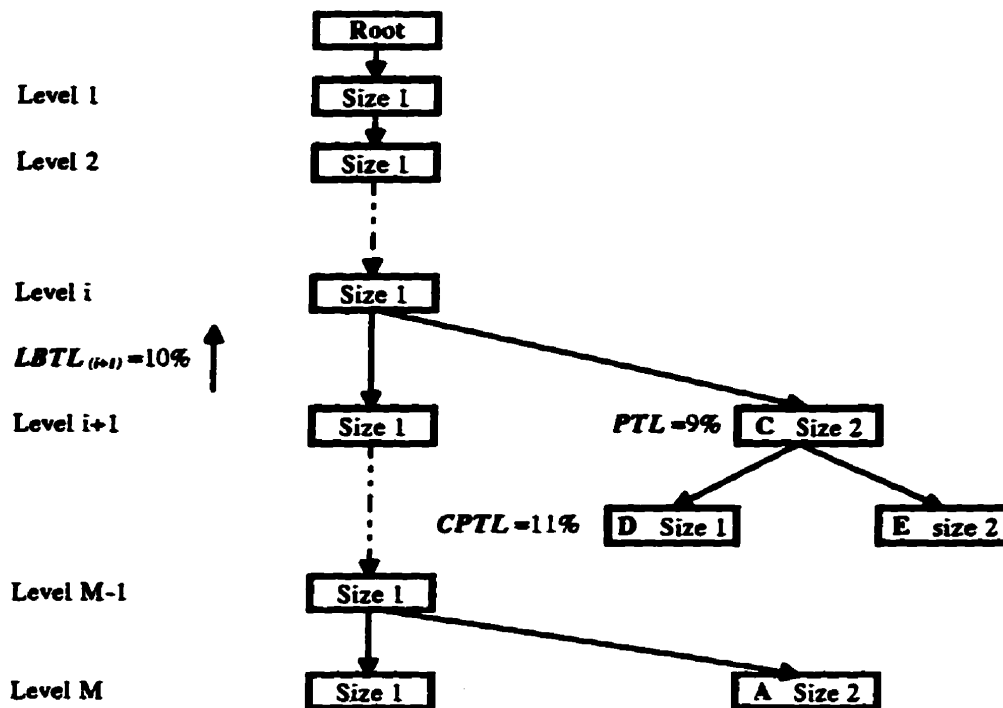 Root
Level 1 Size 1
Level 2 Size 1
Level i Size 1
LBTL (i+1) =10%
Level i+1 Size 1 PTL =9% C Size 2
CPTL =11% D Size 1 E size 2
Level M-1 Size 1
Level M Size 1 A Size 2